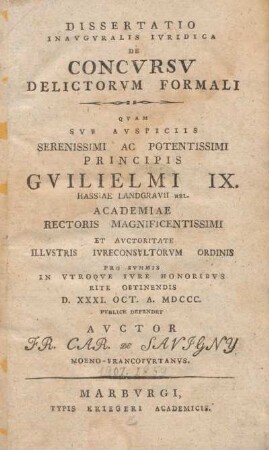 DISSERTATIO
INAVGVRALIS IVRIDICA
DE
CONCVRSV
DELICTORVM FORMALI
QVAM
SVB AVSPICIIS
SERENISSIMI AC POTENTISSIMI
PRINCIPIS
GVILIELMI IX.
HASSIAE LANDGRAVII REL.
ACADEMIAE
RECTORIS MAGNIFICENTISSIMI
ET AVCTORITATE
ILLVSTRIS IVRECONSVLTORVM ORDINIS
PRO SVMMIS
IN VTROQVE IVRE HONORIBVS
RITE OBTINENDIS
D. XXXI. OCT. A. MDCCC.
PVBLICE DEFENDET
AVCTOR
FR. CAR. DE SAVIGNY
MOENO-FRANCOFVRTANVS.
MARBVRGI,
TYPIS KRIEGERI ACADEMICIS.